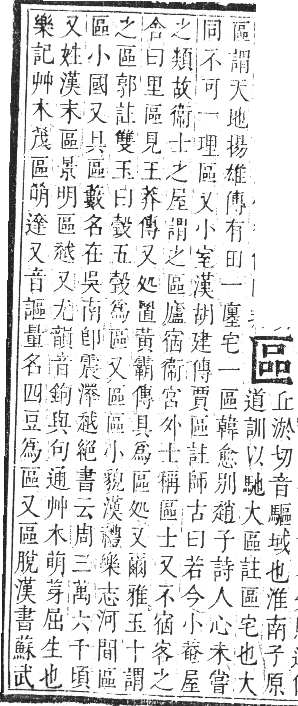 區
丘淤切音驅域也淮南子原
道訓以馳大區註區宅也大
區謂天地揚雄傳有田一廛宅一區韓愈別趙子詩人心未嘗
同不可一理區又小室漢胡建傳賈區註師古曰若今小菴屋
之類故衞士之屋謂之區廬宿衞宮外士稱區士又不宿客之
舍曰里區見王莽傳又処置黃霸傳具爲區処又爾雅玉十謂
之區郭註雙玉曰瑴五瑴爲區又區區小貌漢禮樂志河間區
區小國又具區藪名在吳南卽震澤越絕書云周三萬六千頃
又姓漢末區景明區越又尤韻音鉤與句通艸木萌芽屈生也
樂記艸木茂區萌達又音謳量名四豆爲區又區脫漢書蘇武